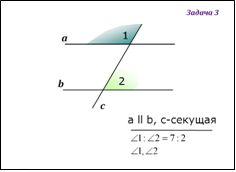 Задача 3
a
1
b
2
c
a ll b, c-секущая
∠1 : ∠2 = 7 : 2
∠1, ∠2